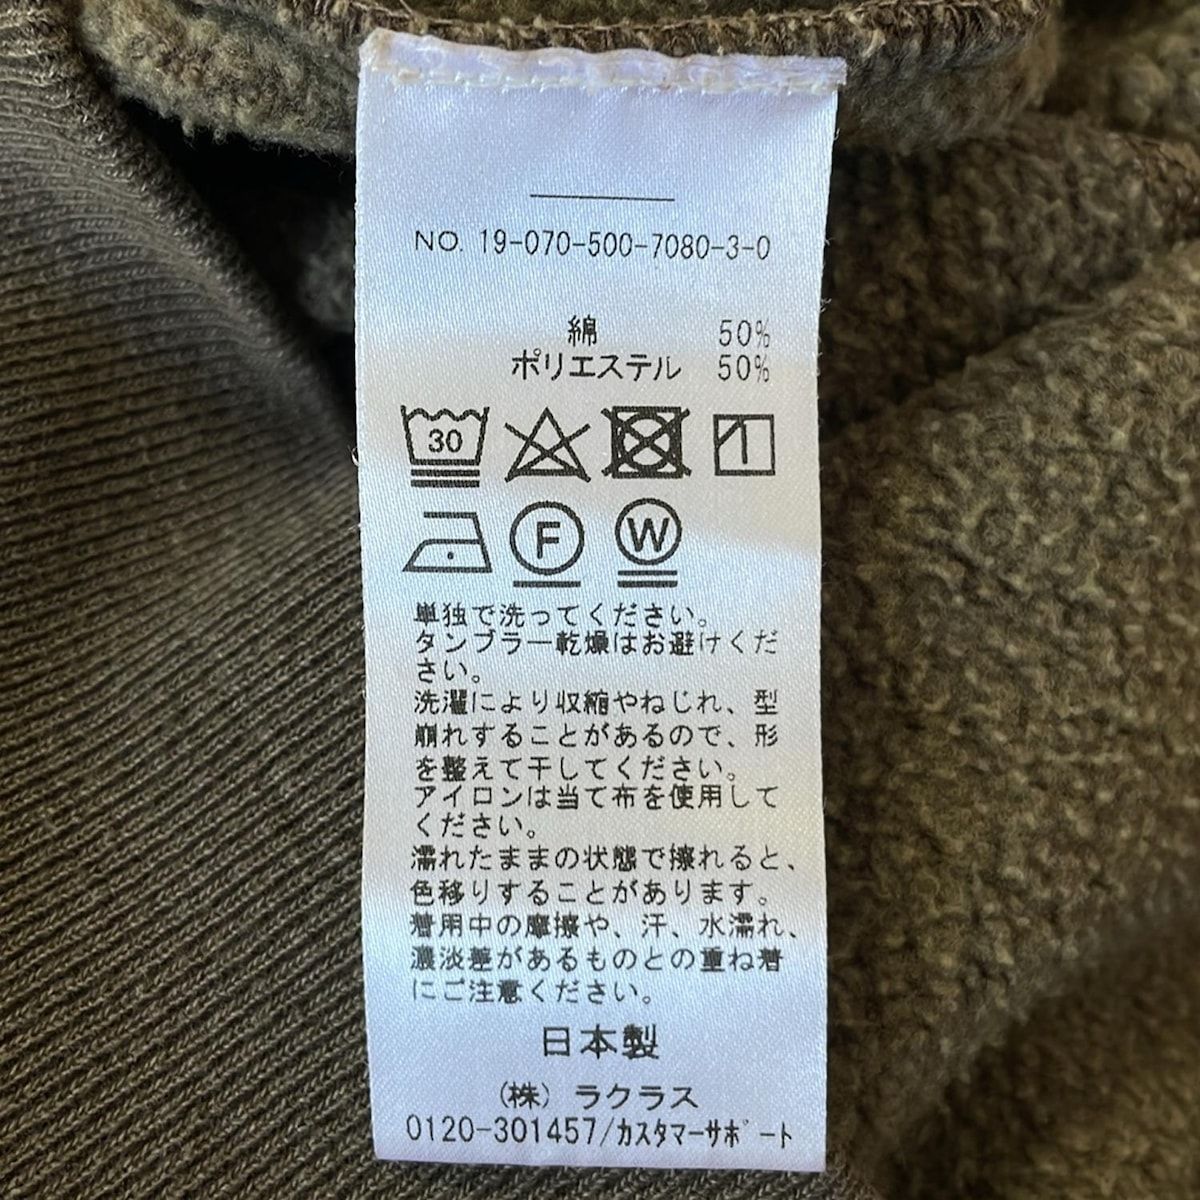 NO. 19-070-500-7080-3-0
綿 50%
ポリエステル 50%
30
F W
単独で洗ってください。
タンブラー乾燥はお避けくだ
さい。
洗濯により収縮やねじれ、型
崩れすることがあるので、形
を整えて干してください。
アイロンは当て布を使用して
ください。
濡れたままの状態で擦れると、
色移りすることがあります。
着用中の摩擦や、汗、水濡れ、
濃淡差があるものとの重ね着
にご注意ください。
日本製
(株) ラクラス
0120-301457/カスタマーサポート